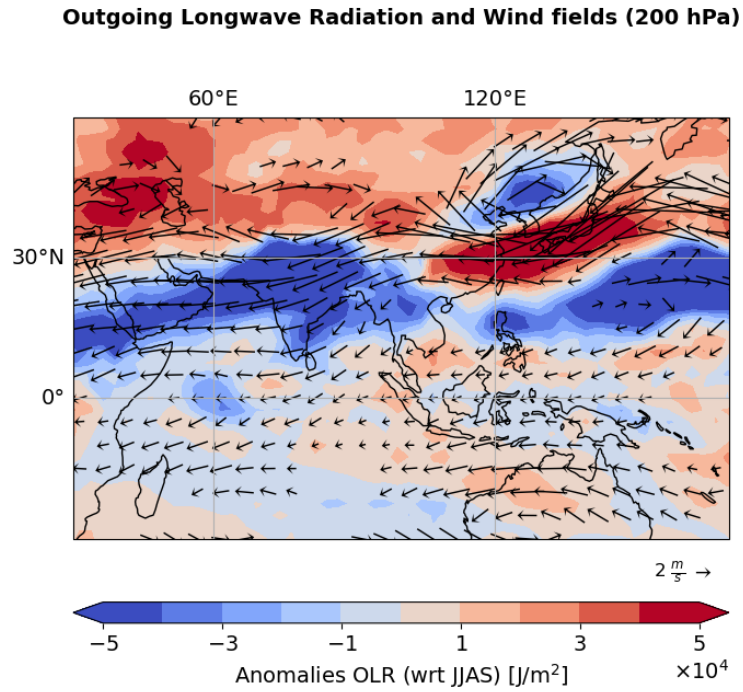 Outgoing Longwave Radiation and Wind fields (200 hPa)
60°E 120°E
30°N
0°
2 m/s →
−5 −3 −1 1 3 5
×10⁴
Anomalies OLR (wrt JJAS) [J/m²]